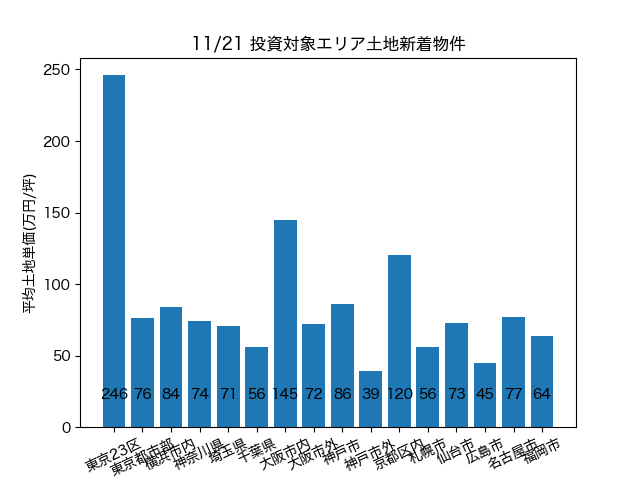 11/21 投資対象エリア土地新着物件
平均土地単価(万円/坪)
250
200
150
100
50
0
246 76 84 74 71 56 145 72 86 39 120 56 73 45 77 64
東京23区 東京都市部 横浜市内 神奈川県 埼玉県 千葉県 大阪市内 大阪市外 神戸市 神戸市外 京都区内 札幌市 仙台市 広島市 名古屋市 福岡市